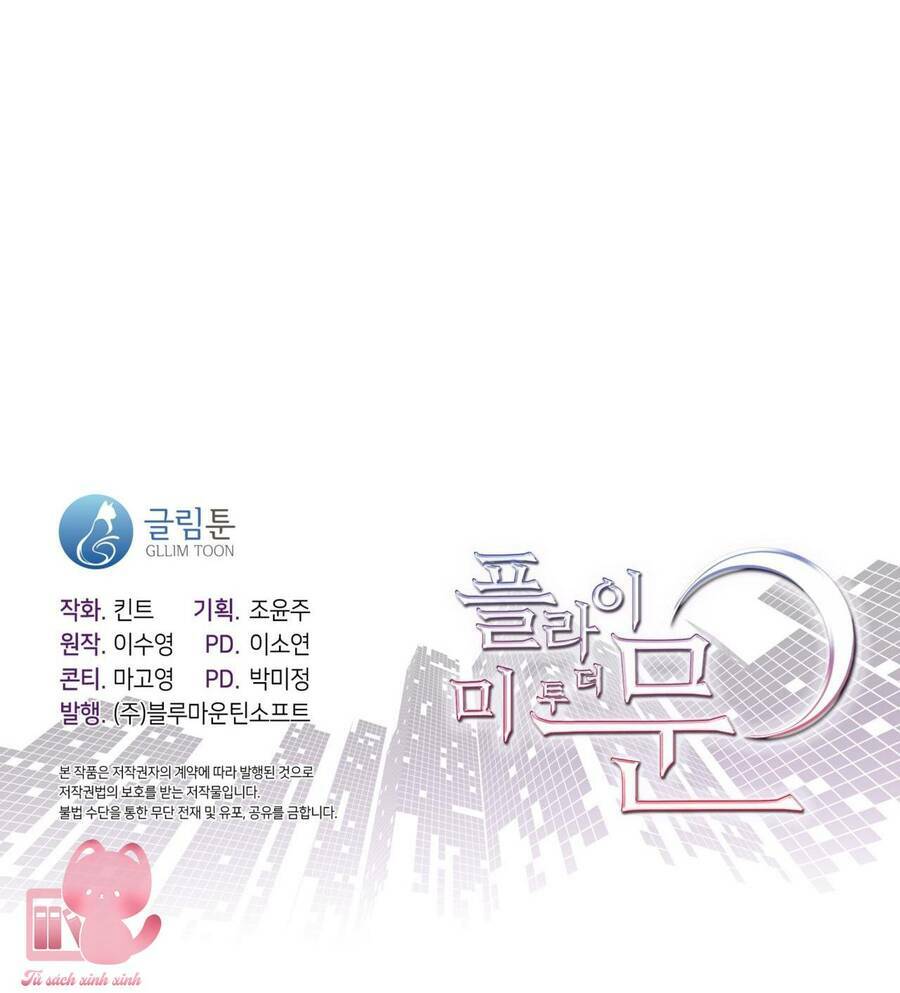 글림툰
GLLIM TOON
작화. 킨트 기획. 조윤주
원작. 이수영 PD. 이소연
콘티. 마고영 PD. 박미정
발행. (주)블루마운틴소프트
본 작품은 저작권자의 계약에 따라 발행된 것으로
저작권법의 보호를 받는 저작물입니다.
불법 수단을 통한 무단 전재 및 유포, 공유를 금합니다.
플라이
미 투 더 문
Tủ sách xinh xinh